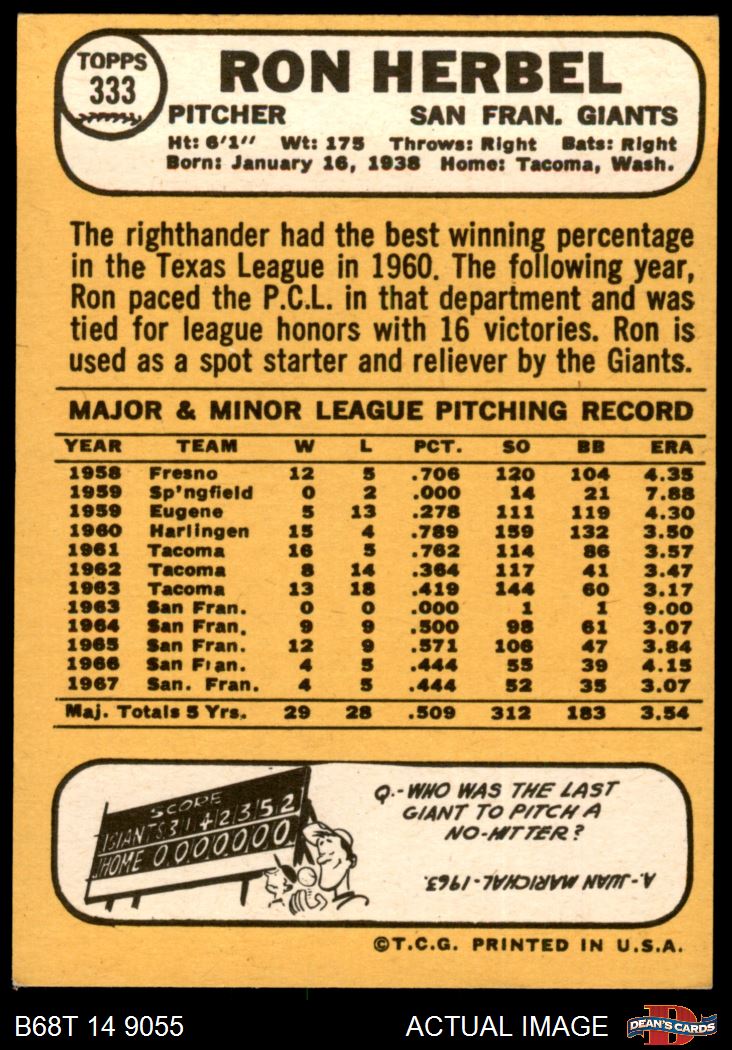 TOPPS
333
RON HERBEL
PITCHER SAN FRAN. GIANTS
Ht: 6'1" Wt: 175 Throws: Right Bats: Right
Born: January 16, 1938 Home: Tacoma, Wash.
The righthander had the best winning percentage
in the Texas League in 1960. The following year,
Ron paced the P.C.L. in that department and was
tied for league honors with 16 victories. Ron is
used as a spot starter and reliever by the Giants.
MAJOR & MINOR LEAGUE PITCHING RECORD
YEAR TEAM W L PCT. SO BB ERA
1958 Fresno 12 5 .706 120 104 4.35
1959 Sp'ngfield 0 2 .000 14 21 7.88
1959 Eugene 5 13 .278 111 119 4.30
1960 Harlingen 15 4 .789 159 132 3.50
1961 Tacoma 16 5 .762 114 86 3.57
1962 Tacoma 8 14 .364 117 41 3.47
1963 Tacoma 13 18 .419 144 60 3.17
1963 San Fran. 0 0 .000 1 1 9.00
1964 San Fran. 9 9 .500 98 61 3.07
1965 San Fran. 12 9 .571 106 47 3.84
1966 San Fran. 4 5 .444 55 39 4.15
1967 San. Fran. 4 5 .444 52 35 3.07
Maj. Totals 5 Yrs. 29 28 .509 312 183 3.54
SCORE
GIANTS 3 1 4 2 3 5 2
HOME 0 0 0 0 0 0 0
Q.- WHO WAS THE LAST
GIANT TO PITCH A
NO-HITTER?
A- JUAN MARICHAL - 1963.
©T.C.G. PRINTED IN U.S.A.
B68T 14 9055 ACTUAL IMAGE DEAN'S CARDS